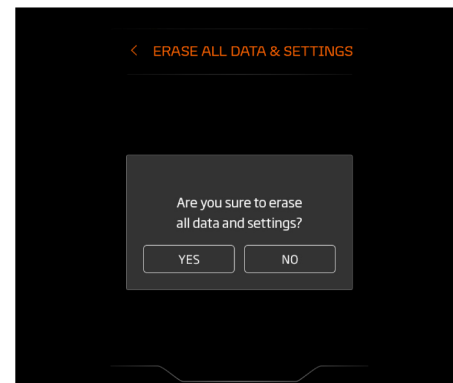 ERASE ALL DATA & SETTINGS
Are you sure to erase
all data and settings?
YES NO